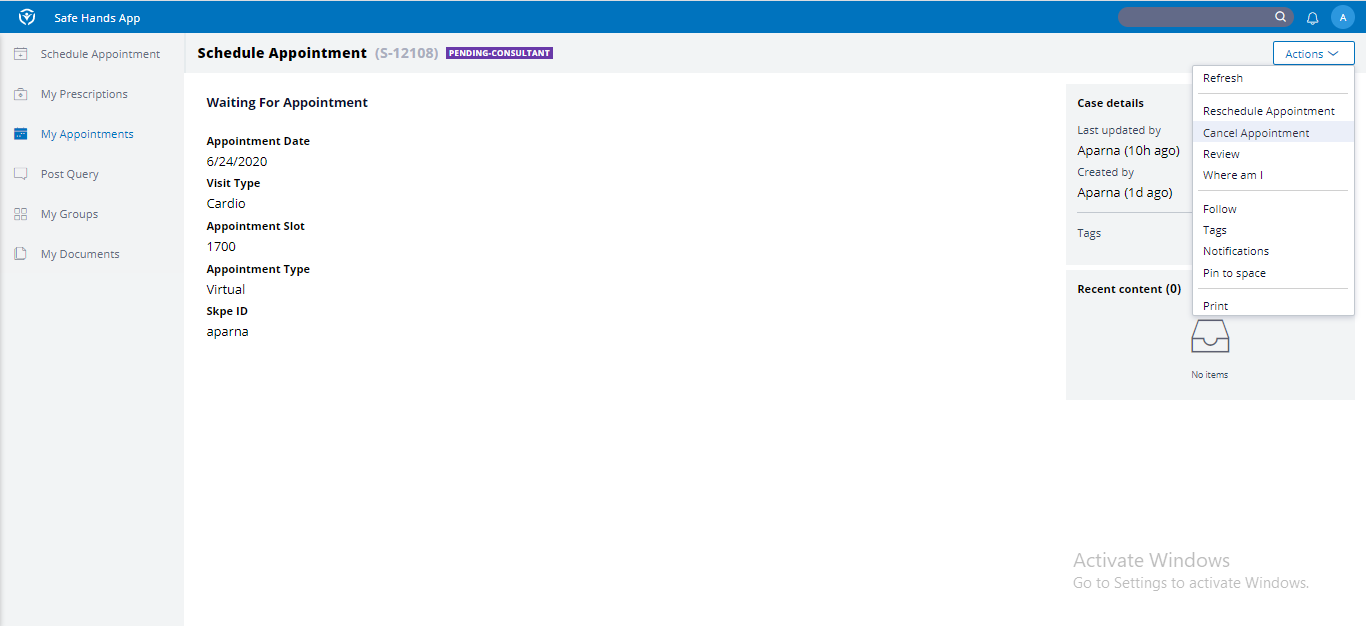 Safe Hands App
A
Schedule Appointment
My Prescriptions
My Appointments
Post Query
My Groups
My Documents
Schedule Appointment (S-12108) PENDING-CONSULTANT
Actions
Waiting For Appointment
Appointment Date
6/24/2020
Visit Type
Cardio
Appointment Slot
1700
Appointment Type
Virtual
Skpe ID
aparna
Case details
Last updated by
Aparna (10h ago)
Created by
Aparna (1d ago)
Tags
Recent content (0)
No items
Refresh
Reschedule Appointment
Cancel Appointment
Review
Where am I
Follow
Tags
Notifications
Pin to space
Print
Activate Windows
Go to Settings to activate Windows.